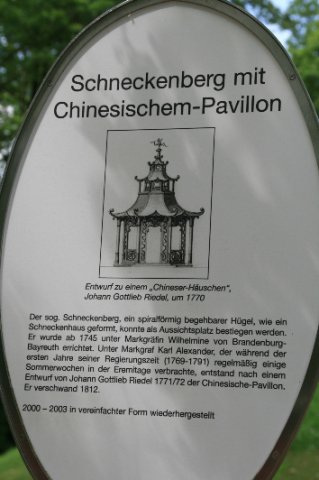 Schneckenberg mit
Chinesischem-Pavillon
Entwurf zu einem „Chineser-Häuschen",
Johann Gottlieb Riedel, um 1770
Der sog. Schneckenberg, ein spiralförmig begehbarer Hügel, wie ein
Schneckenhaus geformt, konnte als Aussichtsplatz bestiegen werden.
Er wurde ab 1745 unter Markgräfin Wilhelmine von Brandenburg-
Bayreuth errichtet. Unter Markgraf Karl Alexander, der während der
ersten Jahre seiner Regierungszeit (1769-1791) regelmäßig einige
Sommerwochen in der Eremitage verbrachte, entstand nach einem
Entwurf von Johann Gottlieb Riedel 1771/72 der Chinesische-Pavillon.
Er verschwand 1812.
2000 – 2003 in vereinfachter Form wiederhergestellt